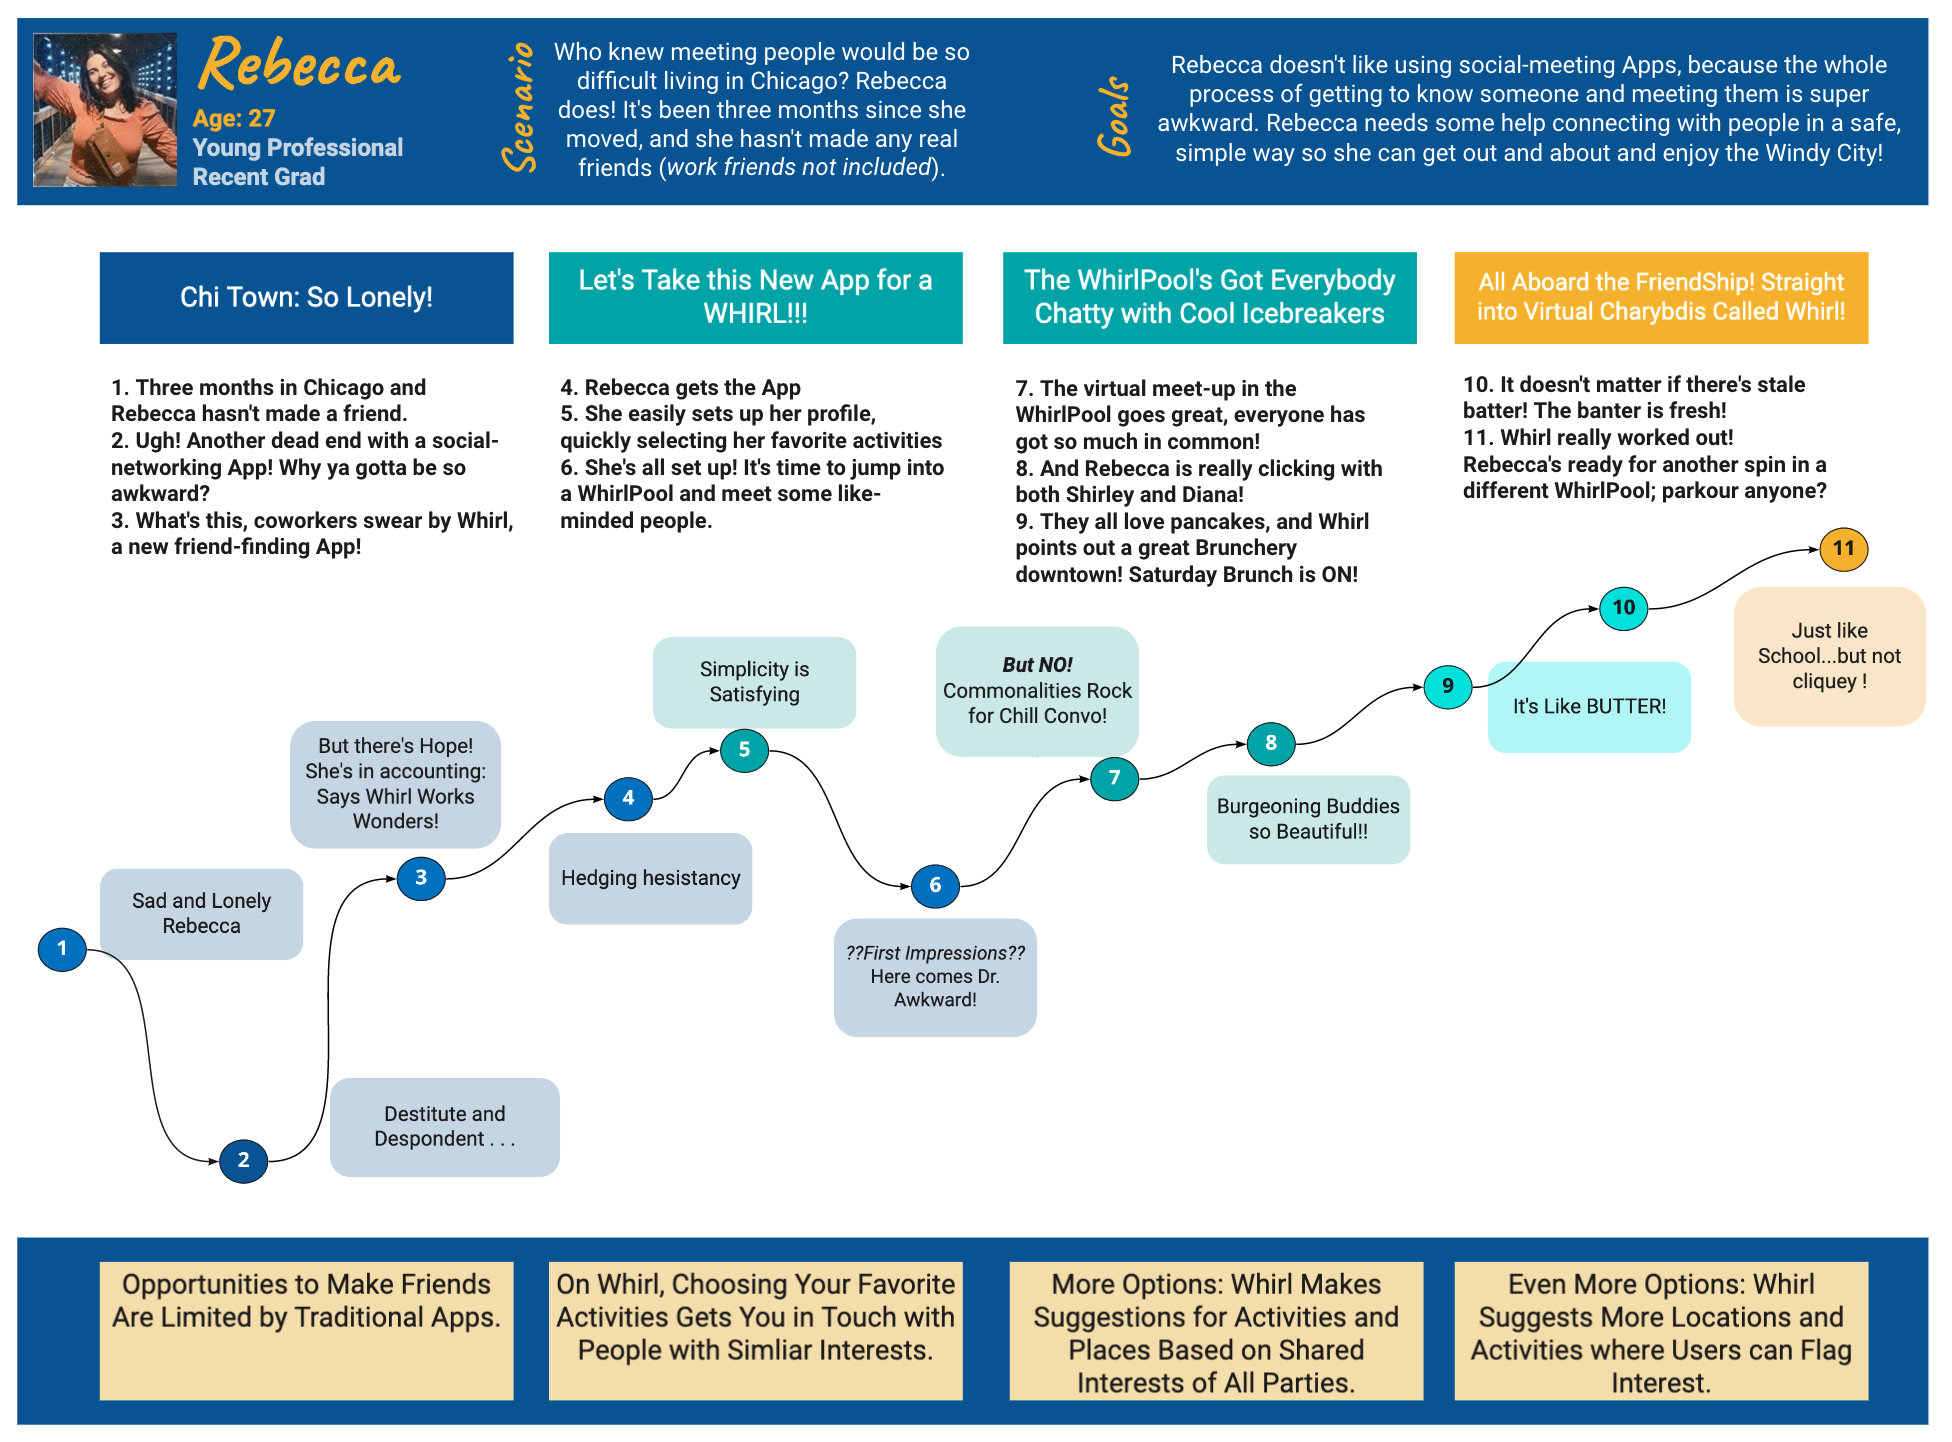 Rebecca
Age: 27
Young Professional
Recent Grad
Scenario
Who knew meeting people would be so
difficult living in Chicago? Rebecca
does! It's been three months since she
moved, and she hasn't made any real
friends (work friends not included).
Goals
Rebecca doesn't like using social-meeting Apps, because the whole
process of getting to know someone and meeting them is super
awkward. Rebecca needs some help connecting with people in a safe,
simple way so she can get out and about and enjoy the Windy City!
Chi Town: So Lonely!
1. Three months in Chicago and
Rebecca hasn't made a friend.
2. Ugh! Another dead end with a social-
networking App! Why ya gotta be so
awkward?
3. What's this, coworkers swear by Whirl,
a new friend-finding App!
Let's Take this New App for a
WHIRL!!!
4. Rebecca gets the App
5. She easily sets up her profile,
quickly selecting her favorite activities
6. She's all set up! It's time to jump into
a WhirlPool and meet some like-
minded people.
The WhirlPool's Got Everybody
Chatty with Cool Icebreakers
7. The virtual meet-up in the
WhirlPool goes great, everyone has
got so much in common!
8. And Rebecca is really clicking with
both Shirley and Diana!
9. They all love pancakes, and Whirl
points out a great Brunchery
downtown! Saturday Brunch is ON!
All Aboard the FriendShip! Straight
into Virtual Charybdis Called Whirl!
10. It doesn't matter if there's stale
batter! The banter is fresh!
11. Whirl really worked out!
Rebecca's ready for another spin in a
different WhirlPool; parkour anyone?
1
Sad and Lonely
Rebecca
2
Destitute and
Despondent . . .
3
But there's Hope!
She's in accounting:
Says Whirl Works
Wonders!
4
Hedging hesistancy
5
Simplicity is
Satisfying
6
??First Impressions??
Here comes Dr.
Awkward!
7
But NO!
Commonalities Rock
for Chill Convo!
8
Burgeoning Buddies
so Beautiful!!
9
It's Like BUTTER!
10
11
Just like
School...but not
cliquey !
Opportunities to Make Friends
Are Limited by Traditional Apps.
On Whirl, Choosing Your Favorite
Activities Gets You in Touch with
People with Simliar Interests.
More Options: Whirl Makes
Suggestions for Activities and
Places Based on Shared
Interests of All Parties.
Even More Options: Whirl
Suggests More Locations and
Activities where Users can Flag
Interest.